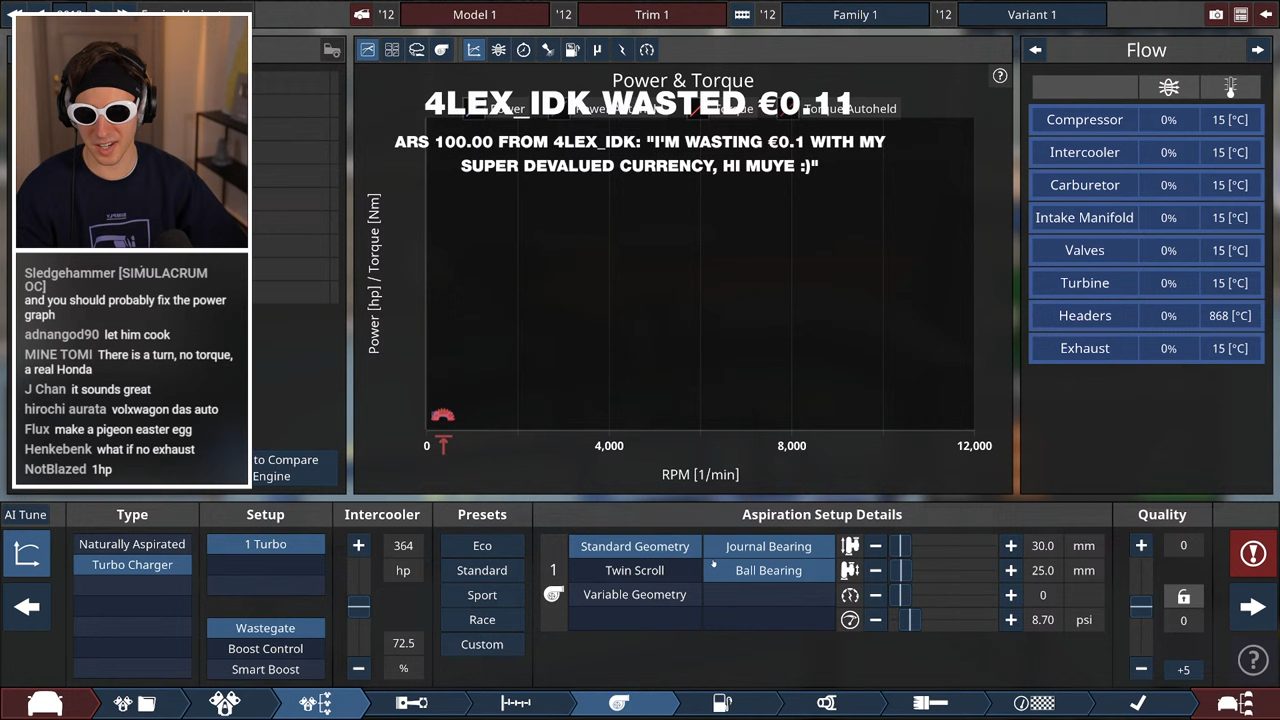 '12 Model 1 '12 Trim 1 '12 Family 1 '12 Variant 1
Power & Torque
4LEX_IDK WASTED €0.11
Torque Autoheld
ARS 100.00 FROM 4LEX_IDK: "I'M WASTING €0.1 WITH MY
SUPER DEVALUED CURRENCY, HI MUYE :)"
Power [hp] / Torque [Nm]
0 4,000 8,000 12,000
RPM [1/min]
Flow
Compressor 0% 15 [°C]
Intercooler 0% 15 [°C]
Carburetor 0% 15 [°C]
Intake Manifold 0% 15 [°C]
Valves 0% 15 [°C]
Turbine 0% 15 [°C]
Headers 0% 868 [°C]
Exhaust 0% 15 [°C]
Sledgehammer [SIMULACRUM
OC]
and you should probably fix the power
graph
adnangod90 let him cook
MINE TOMI There is a turn, no torque,
a real Honda
J Chan it sounds great
hirochi aurata volxwagon das auto
Flux make a pigeon easter egg
Henkebenk what if no exhaust
NotBlazed 1hp
to Compare
Engine
AI Tune
Type
Naturally Aspirated
Turbo Charger
Setup
1 Turbo
Wastegate
Boost Control
Smart Boost
Intercooler
364
hp
72.5
%
Presets
Eco
Standard
Sport
Race
Custom
Aspiration Setup Details
1
Standard Geometry
Twin Scroll
Variable Geometry
Journal Bearing
Ball Bearing
30.0 mm
25.0 mm
0
8.70 psi
Quality
0
0
+5